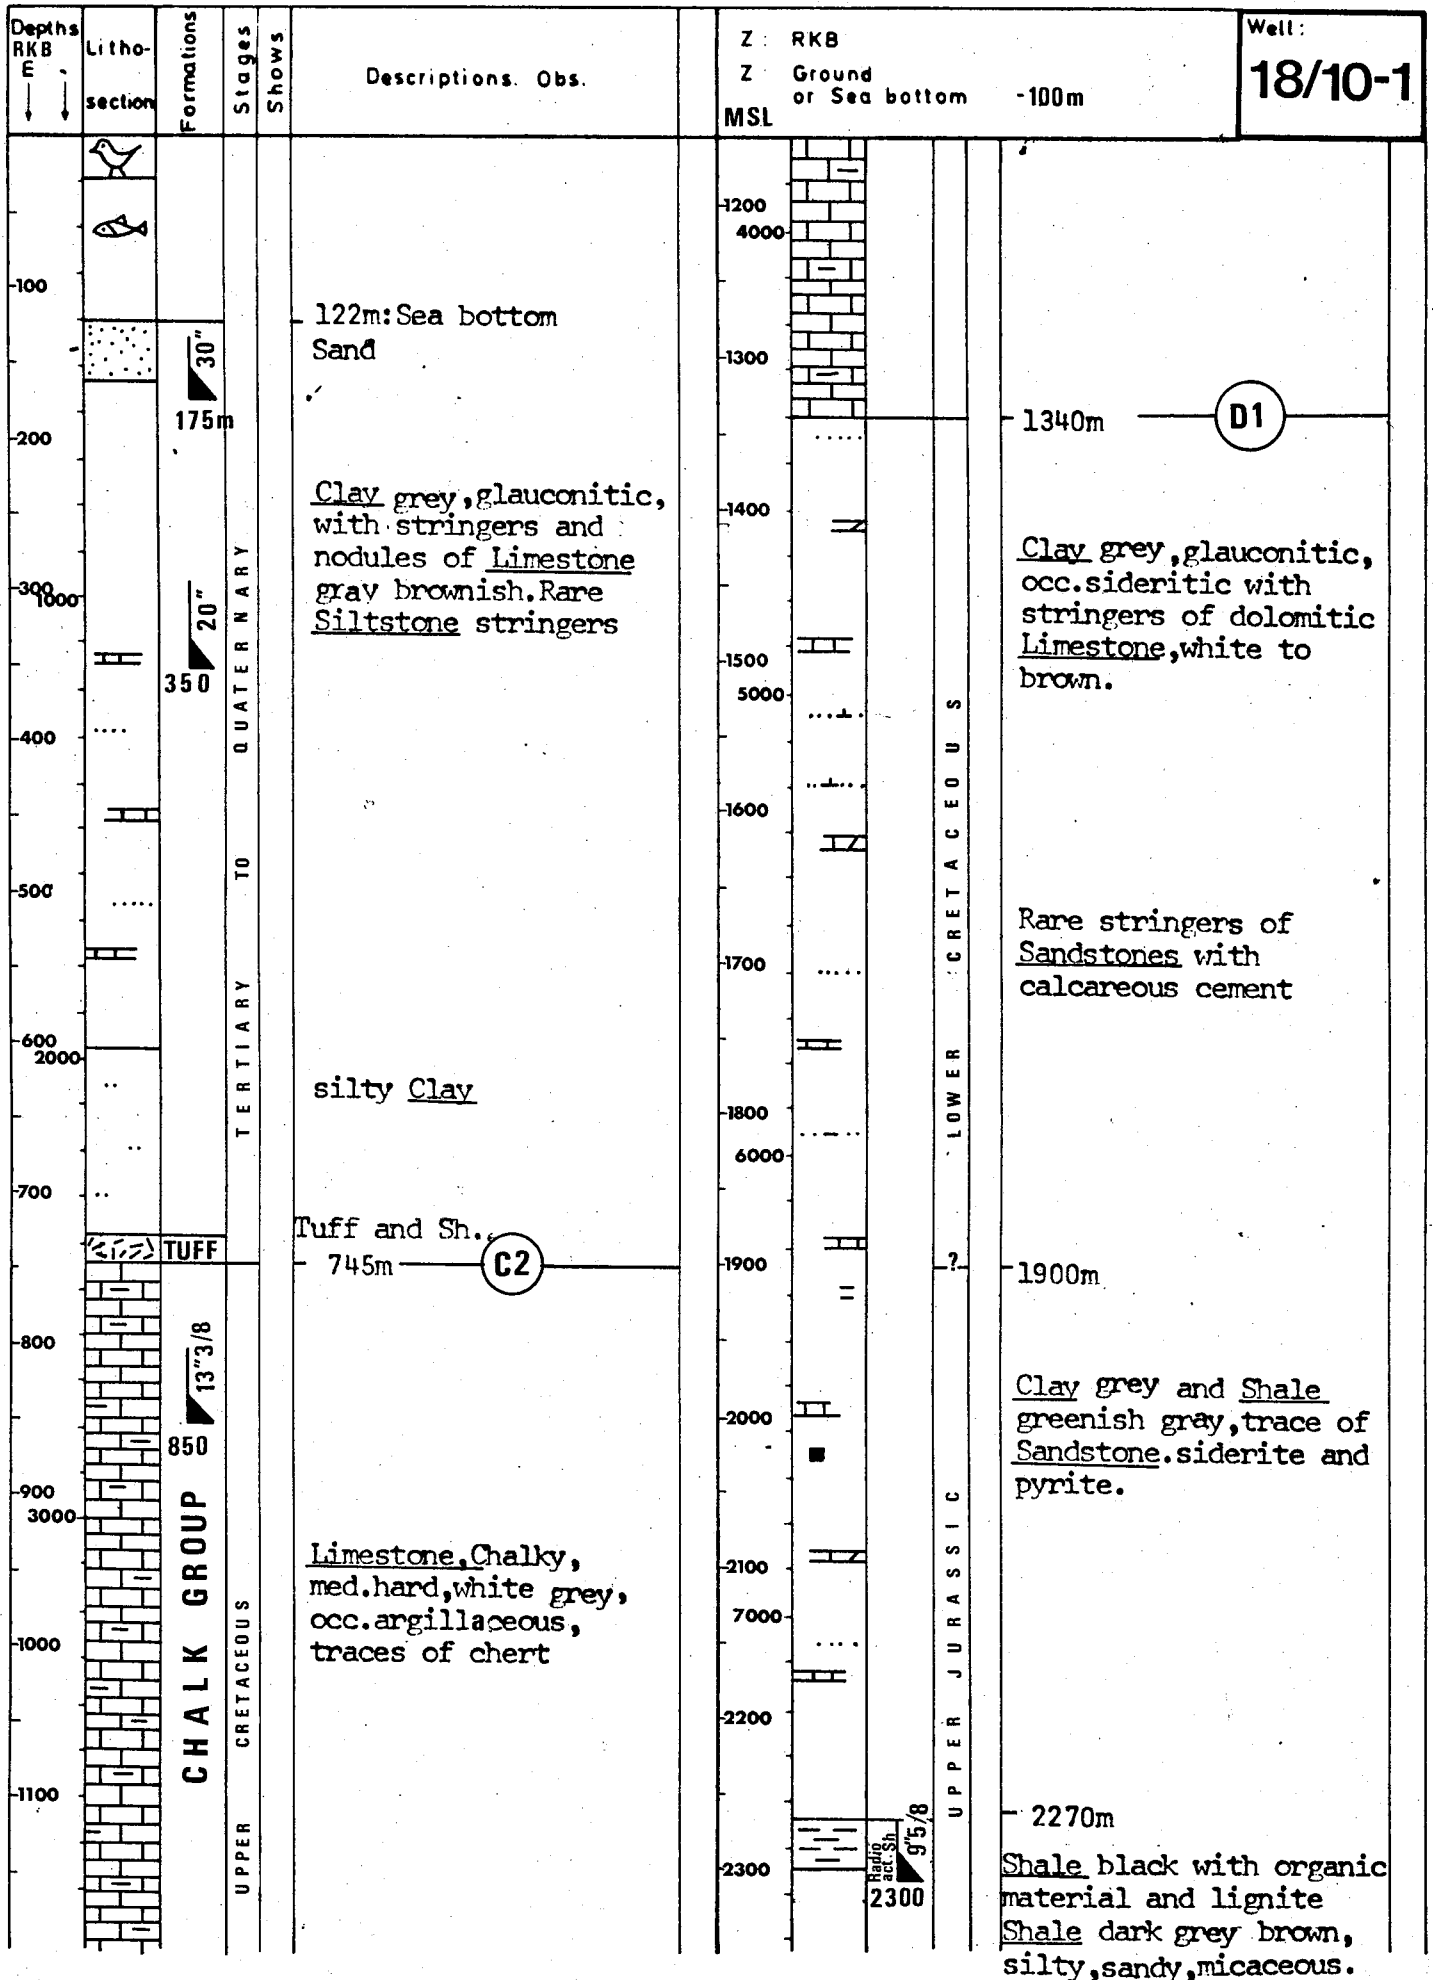 Depths
RKB
m
Litho-
section
Formations
Stages
Shows
Descriptions. Obs.
Z : RKB
Z Ground
or Sea bottom -100m
MSL
Well:
18/10-1
-100
-200
-300
1000
-400
-500
-600
2000
-700
-800
-900
3000
-1000
-1100
30"
175m
20"
350
TUFF
13"3/8
850
CHALK GROUP
TERTIARY TO QUATERNARY
UPPER CRETACEOUS
122m: Sea bottom
Sand
Clay grey, glauconitic,
with stringers and
nodules of Limestone
gray brownish. Rare
Siltstone stringers
silty Clay
Tuff and Sh.
745m
C2
Limestone, Chalky,
med. hard, white grey,
occ. argillaceous,
traces of chert
-1200
4000
-1300
-1400
-1500
5000
-1600
-1700
-1800
6000
-1900
-2000
-2100
7000
-2200
-2300
Radio
act. Sh
9"5/8
2300
LOWER CRETACEOUS
?
UPPER JURASSIC
1340m
D1
Clay grey, glauconitic,
occ. sideritic with
stringers of dolomitic
Limestone, white to
brown.
Rare stringers of
Sandstones with
calcareous cement
1900m
Clay grey and Shale
greenish gray, trace of
Sandstone. siderite and
pyrite.
2270m
Shale black with organic
material and lignite
Shale dark grey brown,
silty, sandy, micaceous.